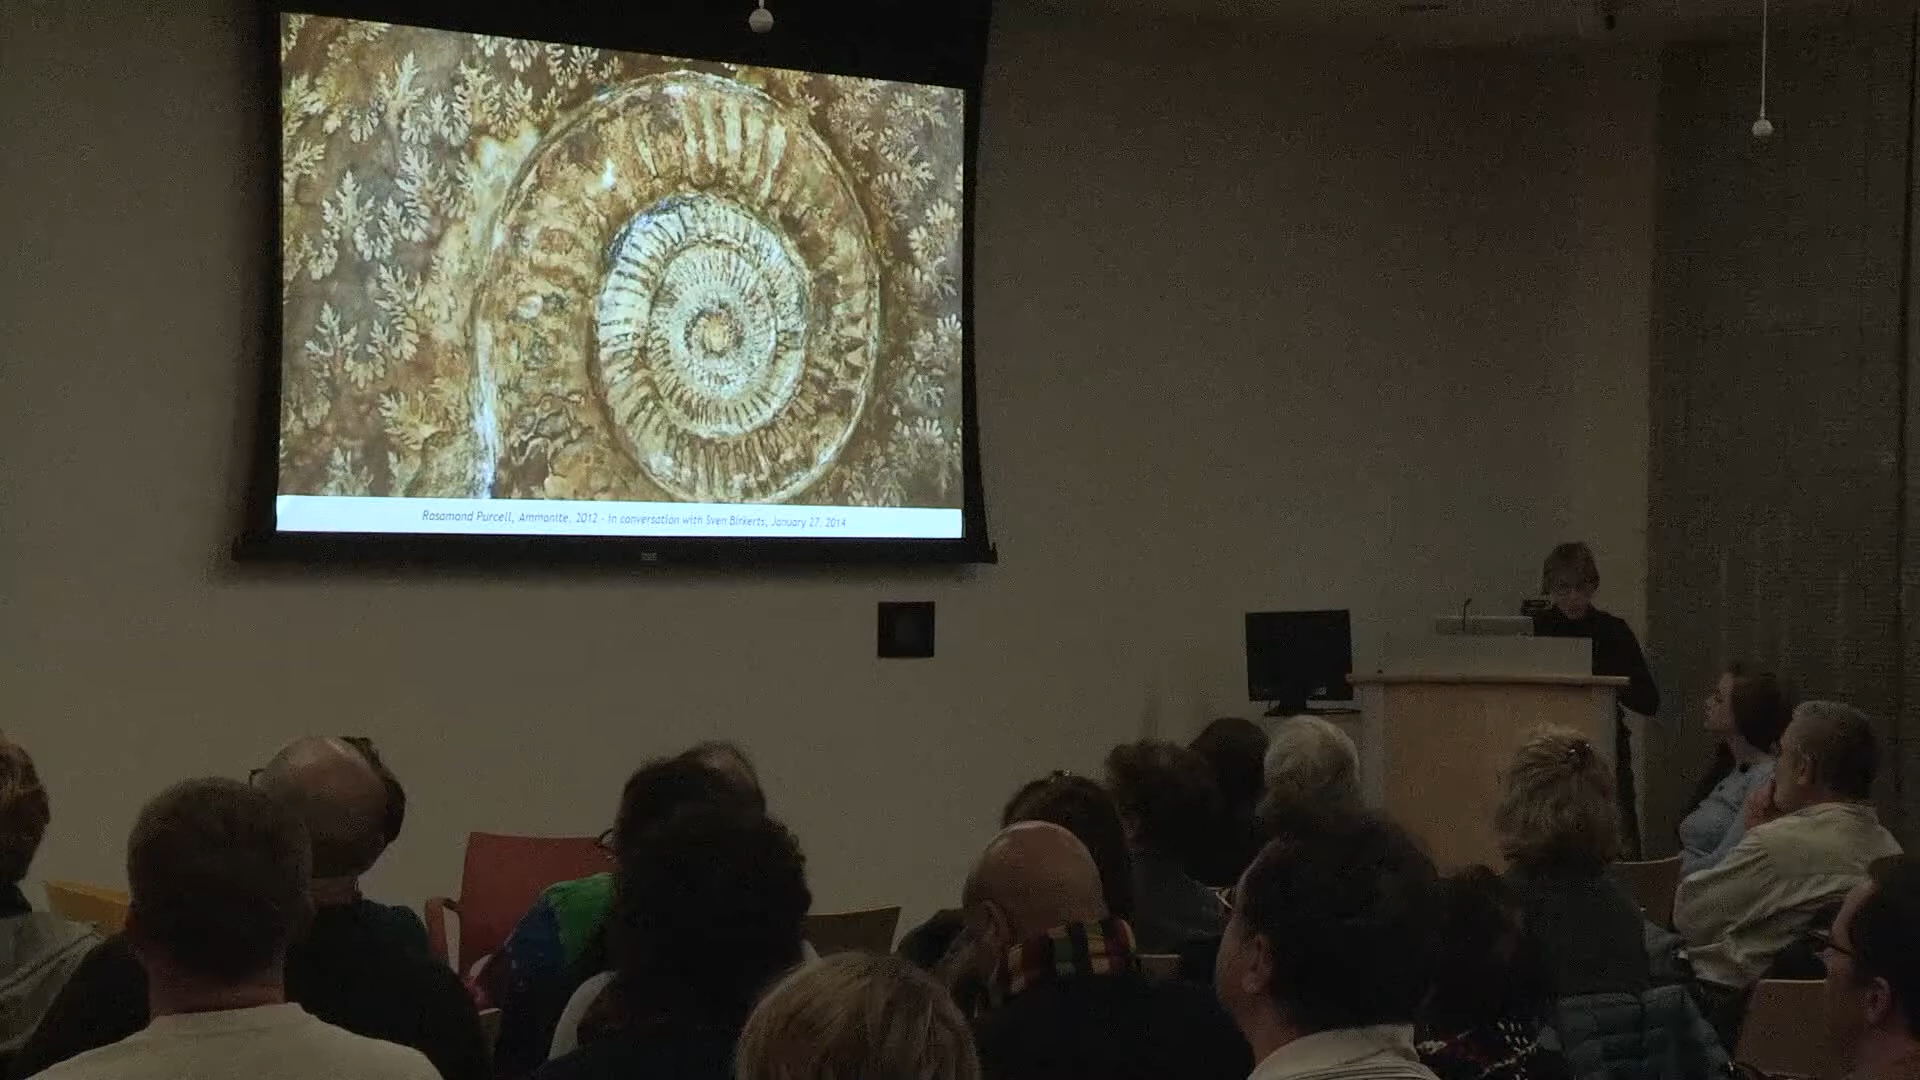 Rosamond Purcell, Ammonite, 2012 - In conversation with Sven Birkerts, January 27, 2014